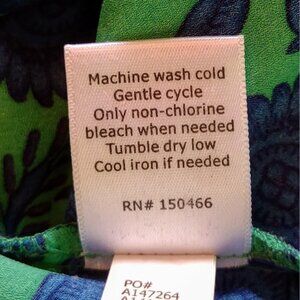 Machine wash cold
Gentle cycle
Only non-chlorine
bleach when needed
Tumble dry low
Cool iron if needed
RN# 150466
PO#
A147264